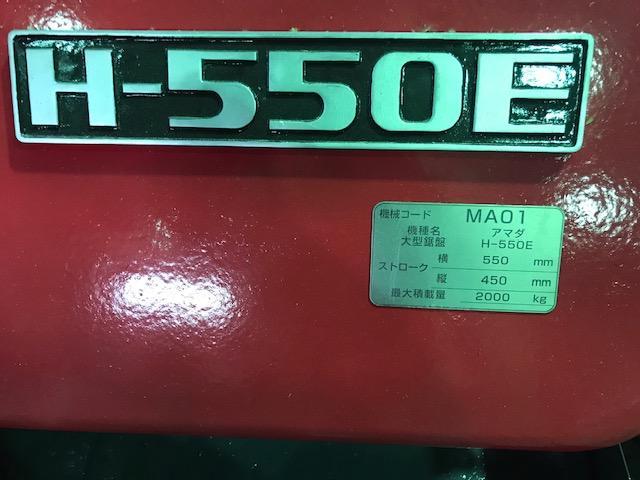 H-550E
機械コード MA01
機種名 アマダ
大型鋸盤 H-550E
ストローク 横 550 mm
縦 450 mm
最大積載量 2000 kg